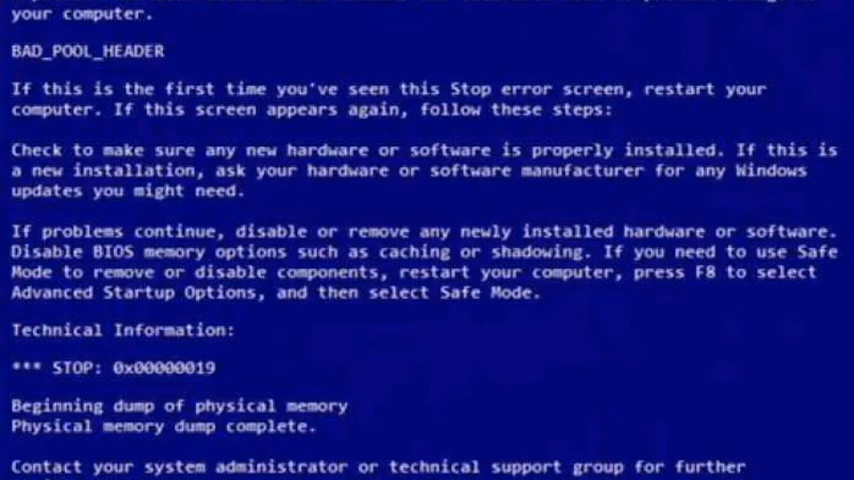 your computer.
BAD_POOL_HEADER
If this is the first time you've seen this Stop error screen, restart your
computer. If this screen appears again, follow these steps:
Check to make sure any new hardware or software is properly installed. If this is
a new installation, ask your hardware or software manufacturer for any Windows
updates you might need.
If problems continue, disable or remove any newly installed hardware or software.
Disable BIOS memory options such as caching or shadowing. If you need to use Safe
Mode to remove or disable components, restart your computer, press F8 to select
Advanced Startup Options, and then select Safe Mode.
Technical Information:
*** STOP: 0x00000019
Beginning dump of physical memory
Physical memory dump complete.
Contact your system administrator or technical support group for further